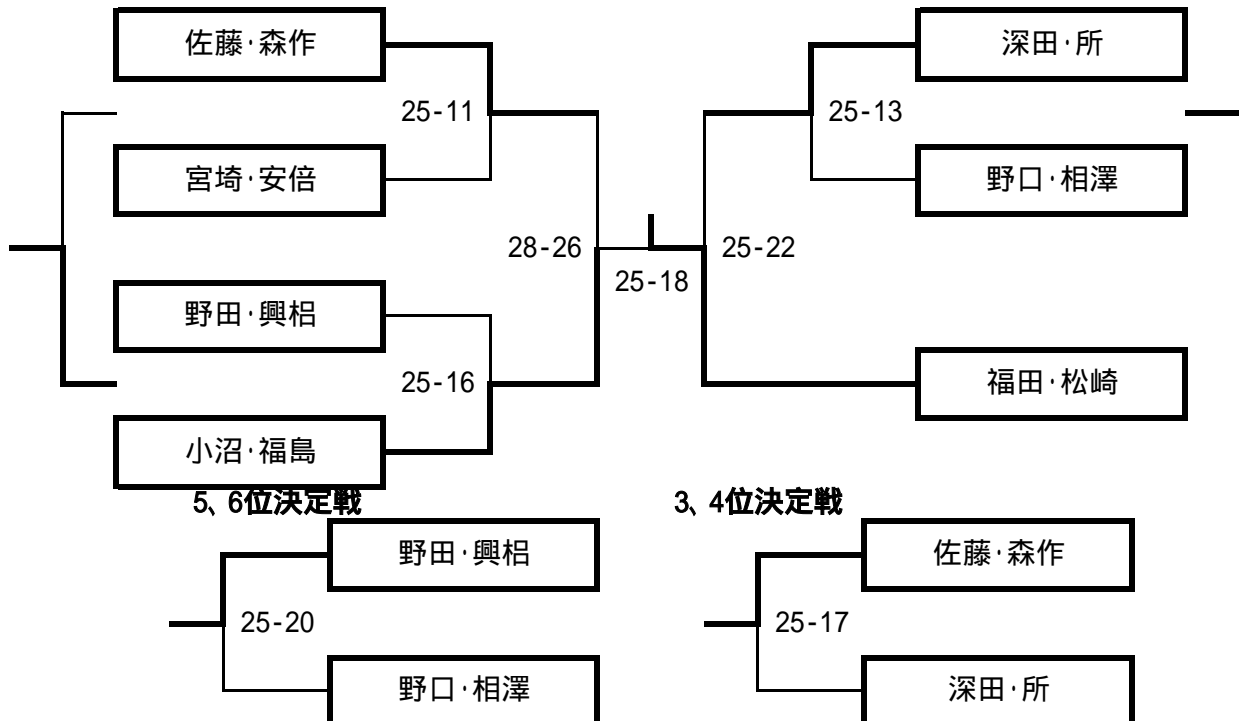 佐藤・森作
深田・所
25-11
25-13
宮埼・安倍
野口・相澤
28-26
25-22
25-18
野田・興梠
25-16
福田・松崎
小沼・福島
5、6位決定戦
3、4位決定戦
野田・興梠
佐藤・森作
25-20
25-17
野口・相澤
深田・所